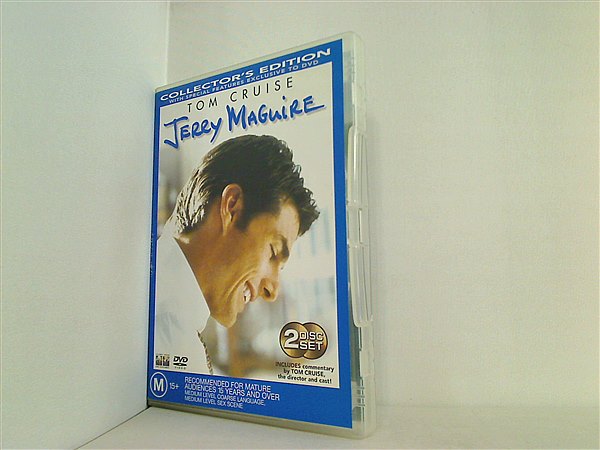 COLLECTOR'S EDITION
WITH SPECIAL FEATURES EXCLUSIVE TO DVD
TOM CRUISE
JERRY MAGUIRE
2 DISC
SET
INCLUDES commentary
by TOM CRUISE,
the director and cast!
DVD
VIDEO
M 15+
RECOMMENDED FOR MATURE
AUDIENCES 15 YEARS AND OVER
MEDIUM LEVEL COARSE LANGUAGE,
MEDIUM LEVEL SEX SCENE